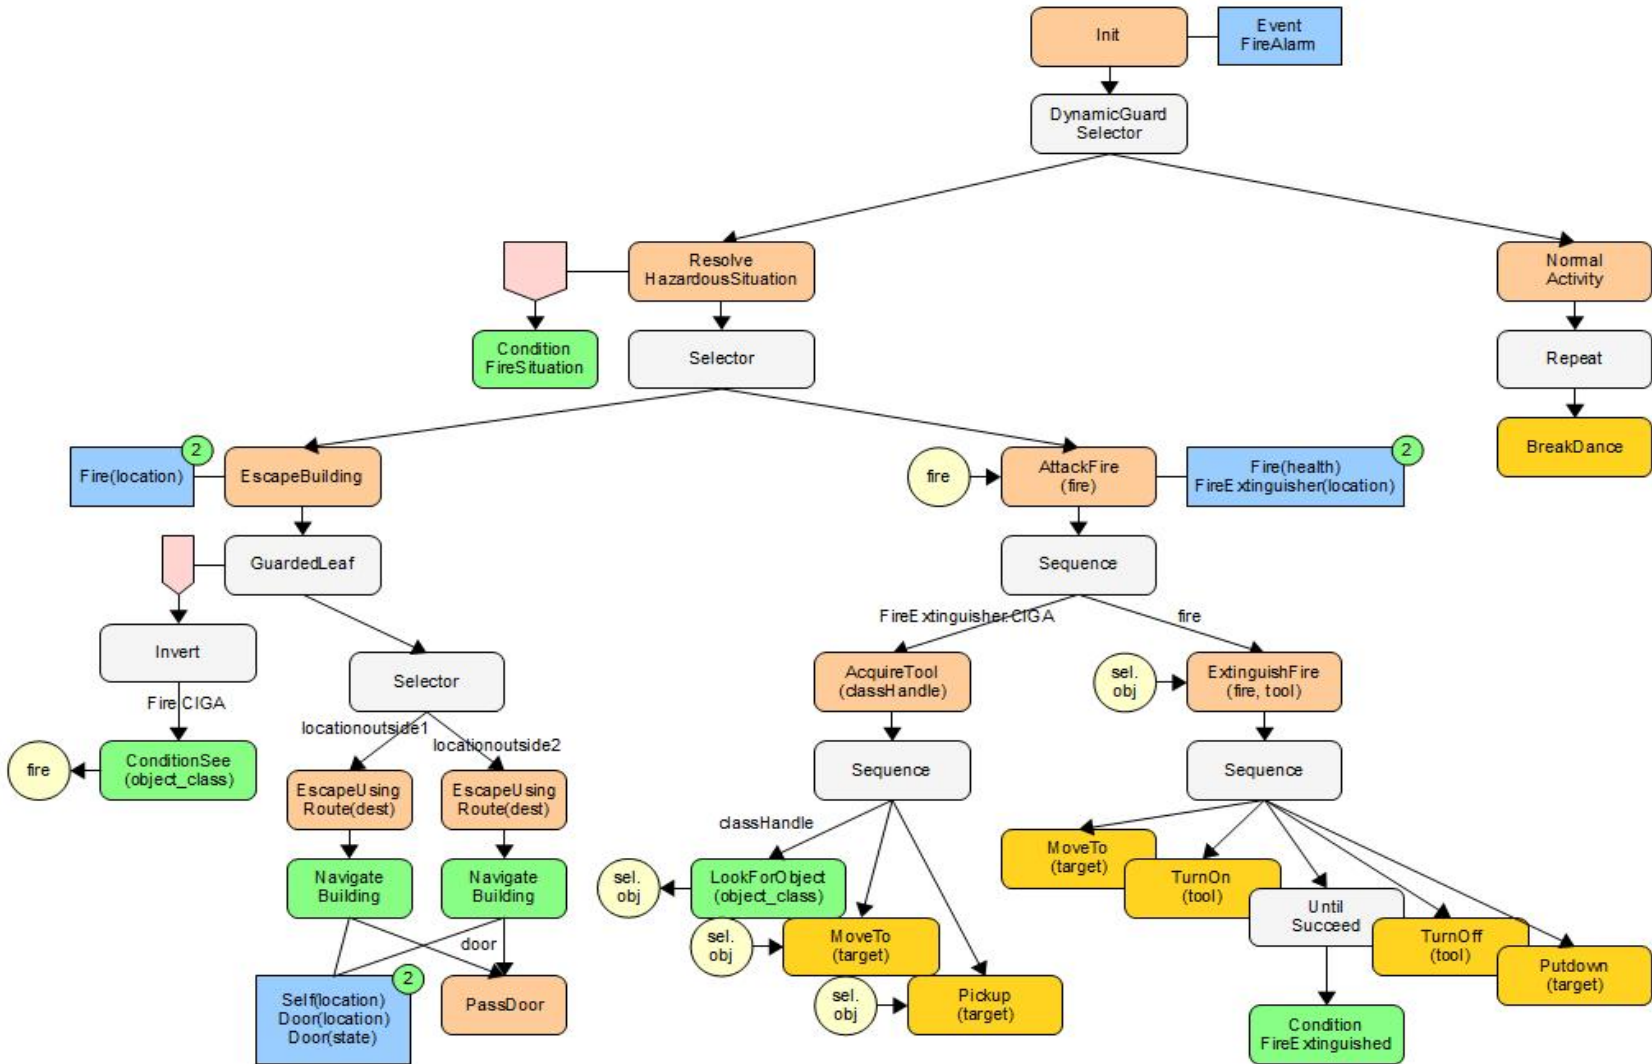 Init
Event
FireAlarm
DynamicGuard
Selector
Resolve
HazardousSituation
Normal
Activity
Condition
FireSituation
Selector
Repeat
Fire(location)
2
EscapeBuilding
fire
AttackFire
(fire)
Fire(health)
FireExtinguisher(location)
2
BreakDance
GuardedLeaf
Sequence
FireExtinguisher.CIGA
fire
Invert
Selector
AcquireTool
(classHandle)
sel.
obj
ExtinguishFire
(fire, tool)
Fire.CIGA
locationoutside1
locationoutside2
fire
ConditionSee
(object_class)
EscapeUsing
Route(dest)
EscapeUsing
Route(dest)
Sequence
Sequence
classHandle
Navigate
Building
Navigate
Building
sel.
obj
LookForObject
(object_class)
MoveTo
(target)
TurnOn
(tool)
Until
Succeed
door
sel.
obj
MoveTo
(target)
TurnOff
(tool)
Putdown
(target)
Self(location)
Door(location)
Door(state)
2
PassDoor
sel.
obj
Pickup
(target)
Condition
FireExtinguished